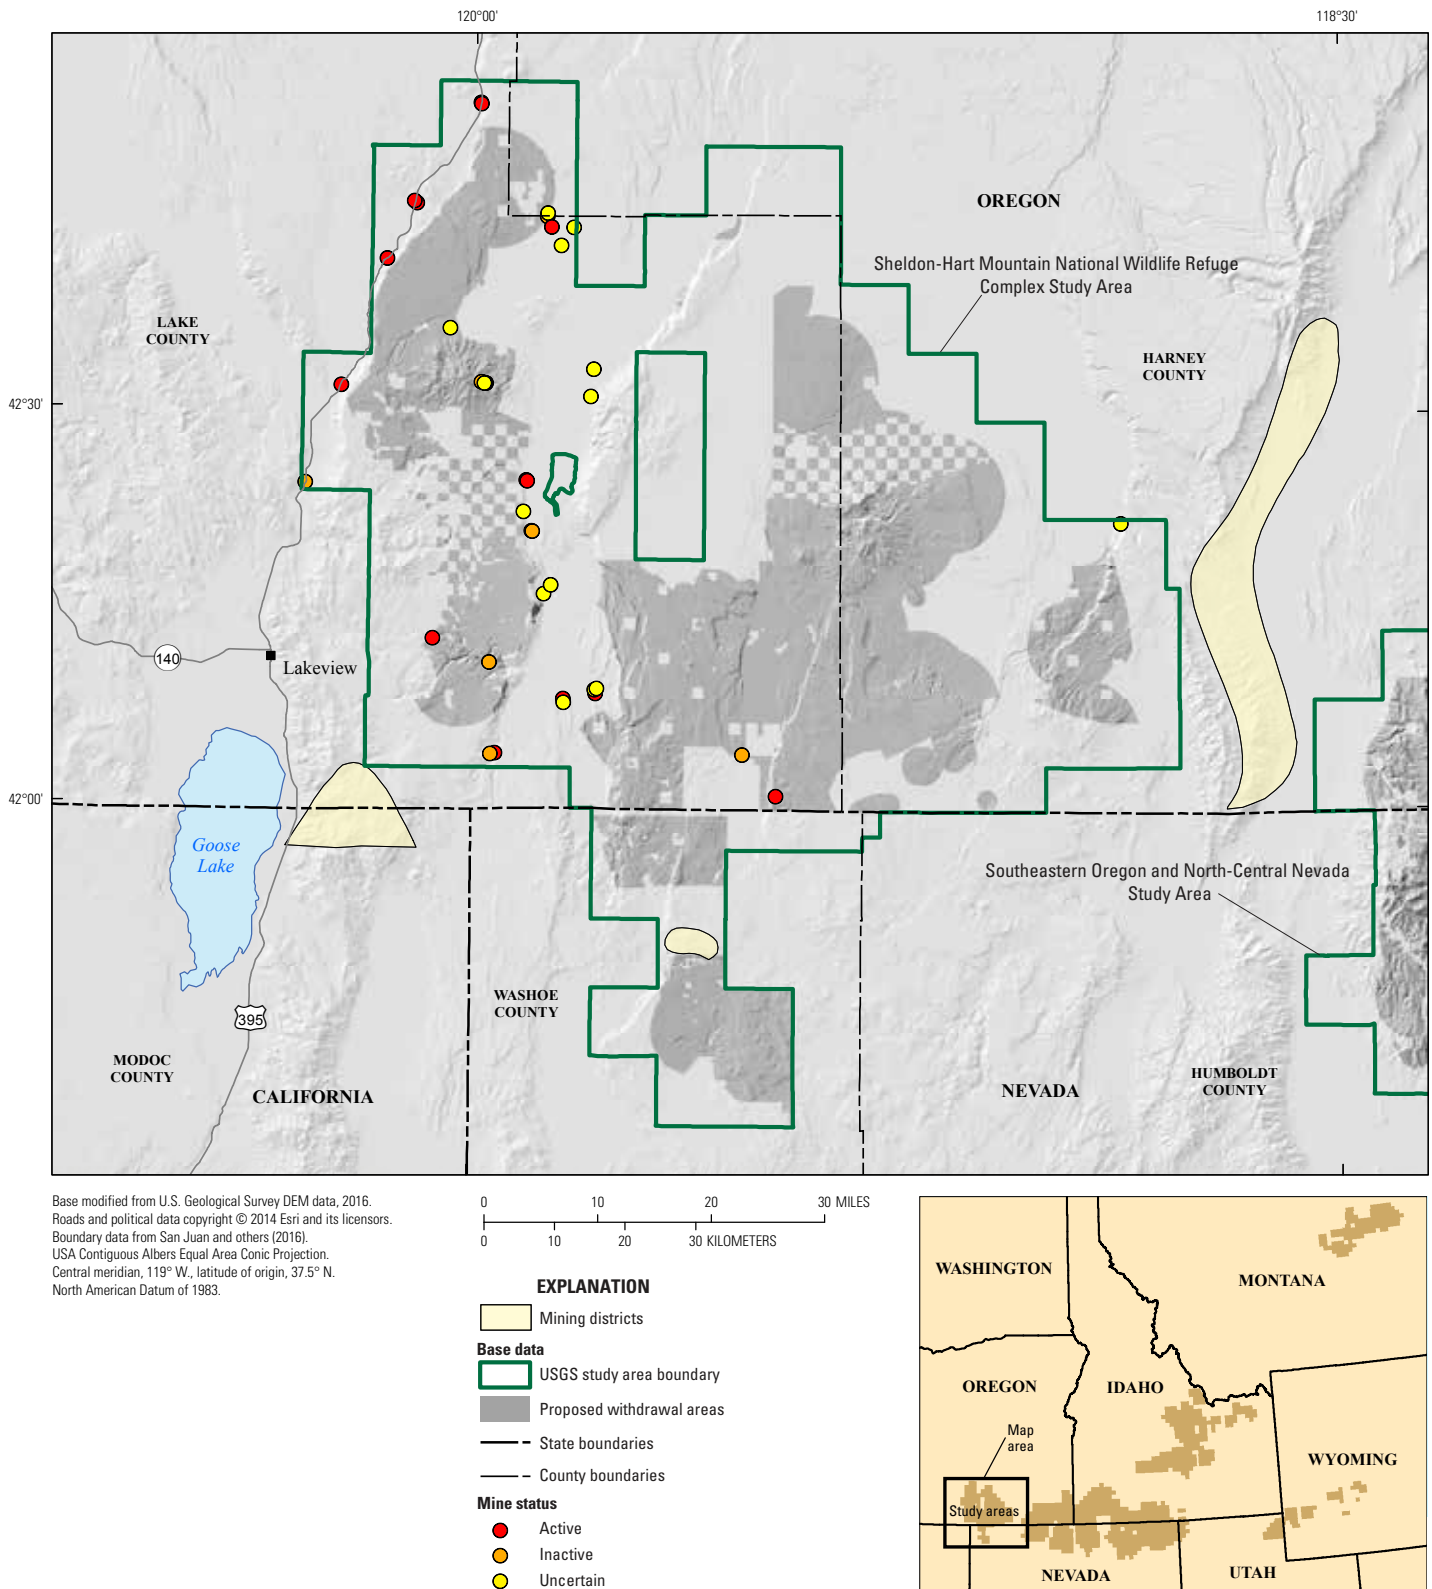 120°00'
118°30'
OREGON
Sheldon-Hart Mountain National Wildlife Refuge
Complex Study Area
LAKE
COUNTY
HARNEY
COUNTY
42°30'
140
Lakeview
42°00'
Goose
Lake
Southeastern Oregon and North-Central Nevada
Study Area
WASHOE
COUNTY
395
MODOC
COUNTY
CALIFORNIA
NEVADA
HUMBOLDT
COUNTY
Base modified from U.S. Geological Survey DEM data, 2016.
Roads and political data copyright © 2014 Esri and its licensors.
Boundary data from San Juan and others (2016).
USA Contiguous Albers Equal Area Conic Projection.
Central meridian, 119° W., latitude of origin, 37.5° N.
North American Datum of 1983.
0 10 20 30 MILES
0 10 20 30 KILOMETERS
EXPLANATION
Mining districts
Base data
USGS study area boundary
Proposed withdrawal areas
State boundaries
County boundaries
Mine status
Active
Inactive
Uncertain
WASHINGTON
MONTANA
OREGON
IDAHO
Map
area
WYOMING
Study areas
NEVADA
UTAH